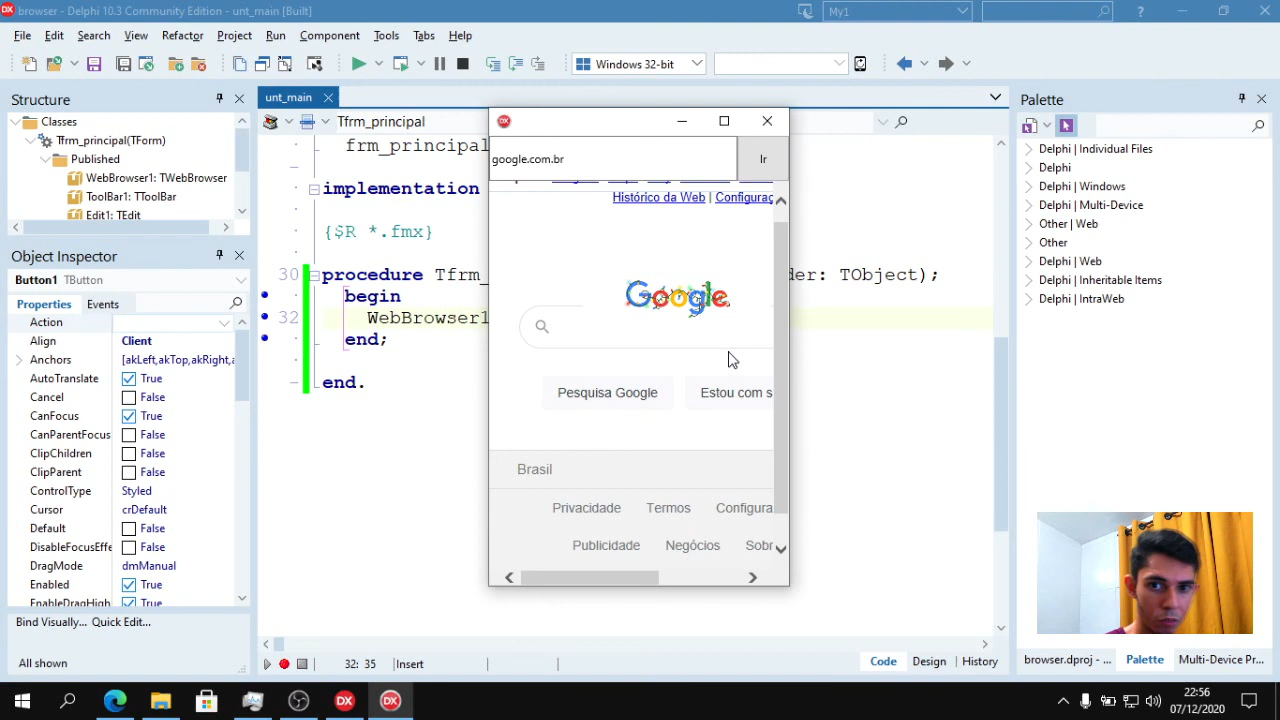 browser - Delphi 10.3 Community Edition - unt_main [Built]
My1
File Edit Search View Refactor Project Run Component Tools Tabs Help
Windows 32-bit
Structure
Classes
Tfrm_principal(TForm)
Published
WebBrowser1: TWebBrowser
ToolBar1: TToolBar
Edit1: TEdit
Object Inspector
Button1 TButton
Properties Events
Action
Align Client
Anchors [akLeft,akTop,akRight,a
AutoTranslate True
Cancel False
CanFocus True
CanParentFocus False
ClipChildren False
ClipParent False
ControlType Styled
Cursor crDefault
Default False
DisableFocusEffe False
DragMode dmManual
Enabled True
EnableDragHigh True
Bind Visually... Quick Edit...
All shown
unt_main
Tfrm_principal
frm_principal
implementation
{$R *.fmx}
30 procedure Tfrm_ der: TObject);
begin
32 WebBrowser1
end;
end.
google.com.br
Ir
Histórico da Web | Configuraç
Google
Pesquisa Google Estou com s
Brasil
Privacidade Termos Configura
Publicidade Negócios Sobr
32: 35 Insert
Code Design History
Palette
Delphi | Individual Files
Delphi
Delphi | Windows
Delphi | Multi-Device
Other | Web
Other
Delphi | Web
Delphi | Inheritable Items
Delphi | IntraWeb
browser.dproj - ... Palette Multi-Device Pr...
22:56
07/12/2020